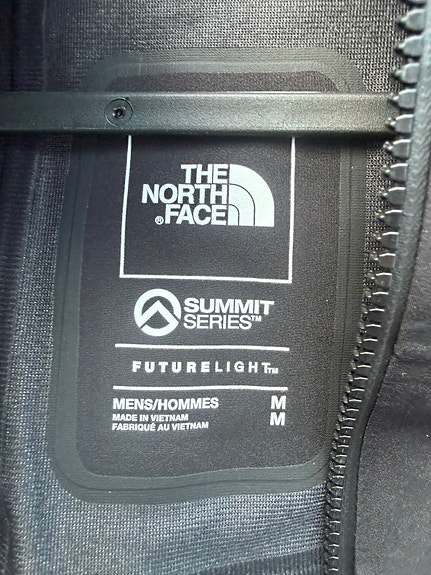 THE
NORTH
®FACE
SUMMIT
SERIES™
FUTURELIGHT™
MENS/HOMMES M
MADE IN VIETNAM M
FABRIQUÉ AU VIETNAM